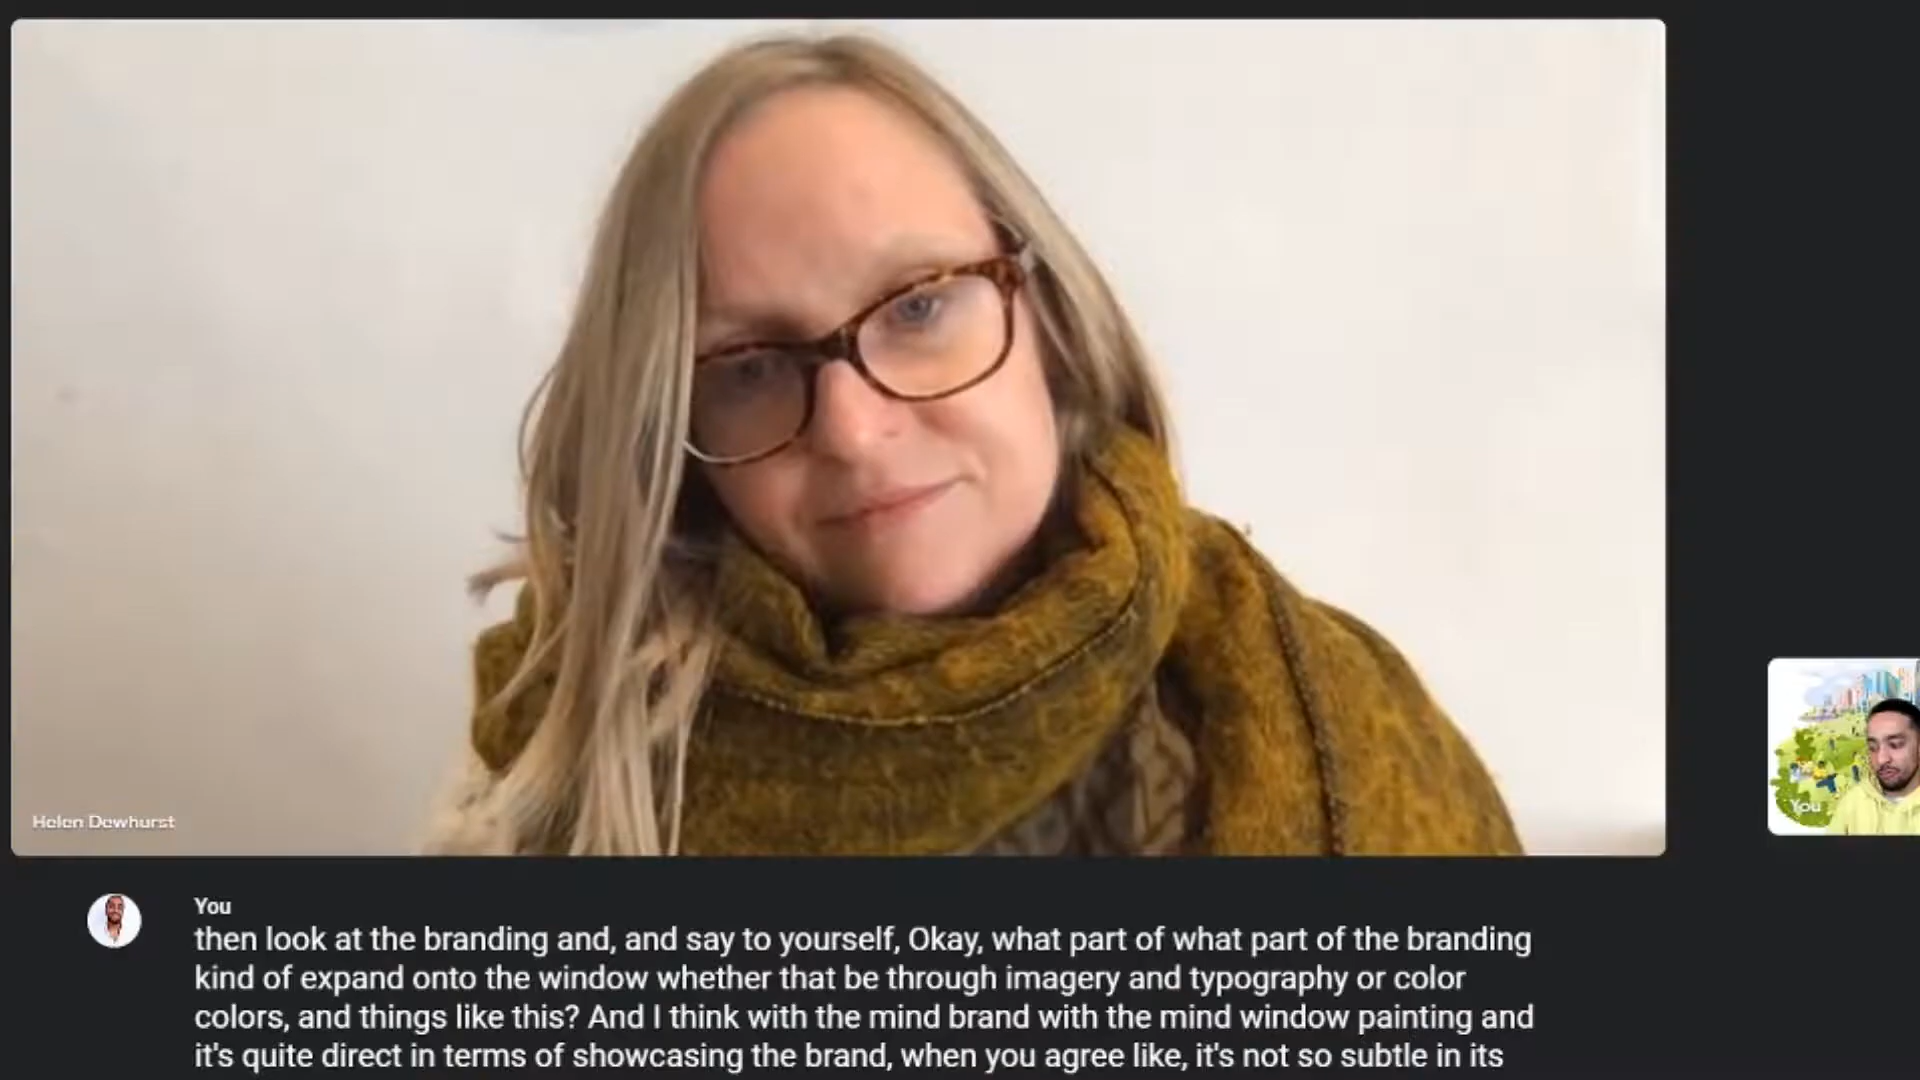 Helen Dewhurst
You
You
then look at the branding and, and say to yourself, Okay, what part of what part of the branding
kind of expand onto the window whether that be through imagery and typography or color
colors, and things like this? And I think with the mind brand with the mind window painting and
it's quite direct in terms of showcasing the brand, when you agree like, it's not so subtle in its